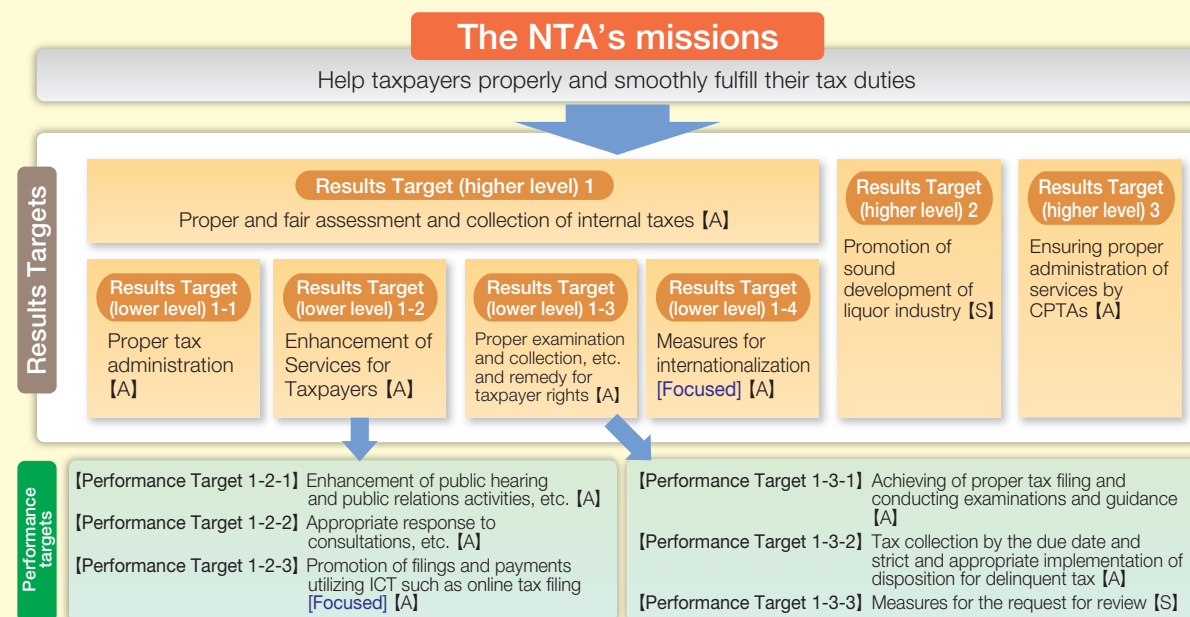 The NTA's missions
Help taxpayers properly and smoothly fulfill their tax duties
Results Targets
Results Target (higher level) 1
Proper and fair assessment and collection of internal taxes【A】
Results Target
(lower level) 1-1
Proper tax
administration
【A】
Results Target
(lower level) 1-2
Enhancement of
Services for
Taxpayers【A】
Results Target
(lower level) 1-3
Proper examination
and collection, etc.
and remedy for
taxpayer rights【A】
Results Target
(lower level) 1-4
Measures for
internationalization
[Focused]【A】
Results Target
(higher level) 2
Promotion of
sound
development of
liquor industry【S】
Results Target
(higher level) 3
Ensuring proper
administration of
services by
CPTAs【A】
Performance
targets
【Performance Target 1-2-1】Enhancement of public hearing
and public relations activities, etc.【A】
【Performance Target 1-2-2】Appropriate response to
consultations, etc.【A】
【Performance Target 1-2-3】Promotion of filings and payments
utilizing ICT such as online tax filing
[Focused]【A】
【Performance Target 1-3-1】Achieving of proper tax filing and
conducting examinations and guidance
【A】
【Performance Target 1-3-2】Tax collection by the due date and
strict and appropriate implementation of
disposition for delinquent tax【A】
【Performance Target 1-3-3】Measures for the request for review【S】